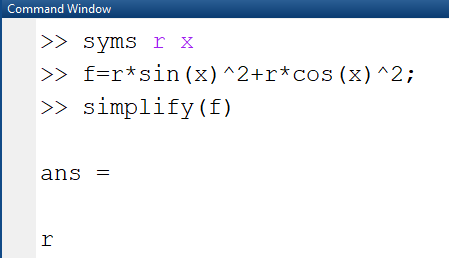 Command Window
>> syms r x
>> f=r*sin(x)^2+r*cos(x)^2;
>> simplify(f)
ans =
r